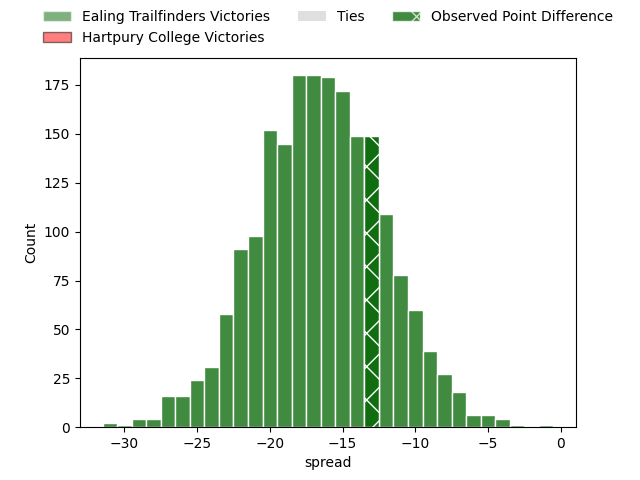 Ealing Trailfinders Victories
Ties
Observed Point Difference
Hartpury College Victories
175
150
125
100
75
50
25
0
Count
−30
−25
−20
−15
−10
−5
0
spread